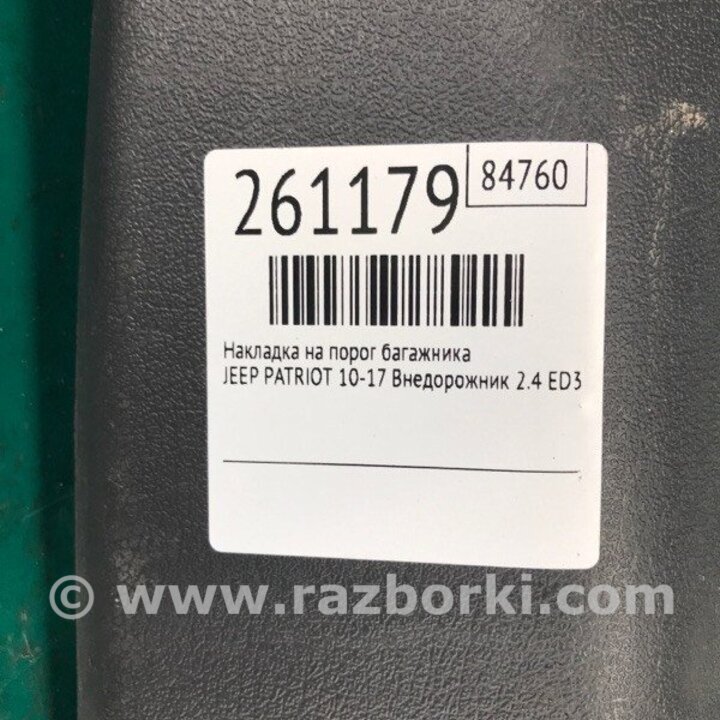 261179
84760
Накладка на порог багажника
JEEP PATRIOT 10-17 Внедорожник 2.4 ED3
© www.razborki.com